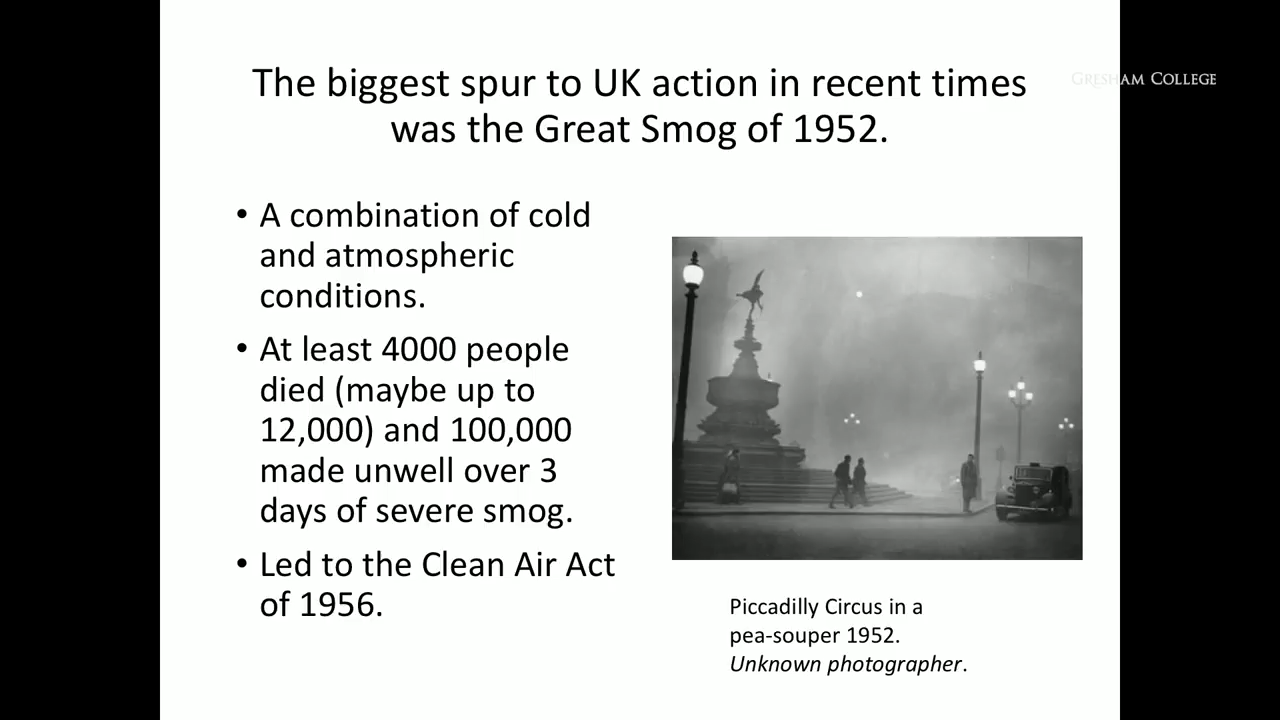 The biggest spur to UK action in recent times
was the Great Smog of 1952.
GRESHAM COLLEGE
• A combination of cold
and atmospheric
conditions.
• At least 4000 people
died (maybe up to
12,000) and 100,000
made unwell over 3
days of severe smog.
• Led to the Clean Air Act
of 1956.
Piccadilly Circus in a
pea-souper 1952.
Unknown photographer.